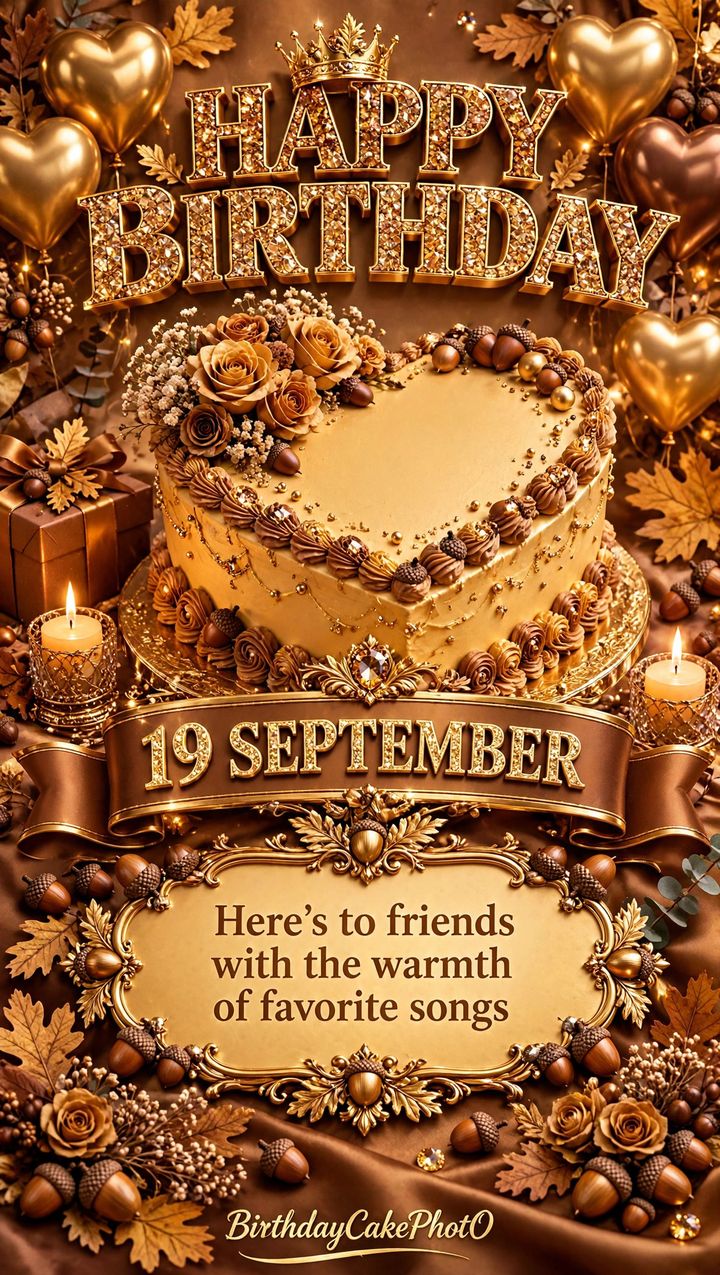 HAPPY
BIRTHDAY
19 SEPTEMBER
Here's to friends
with the warmth
of favorite songs
BirthdayCakePhotO